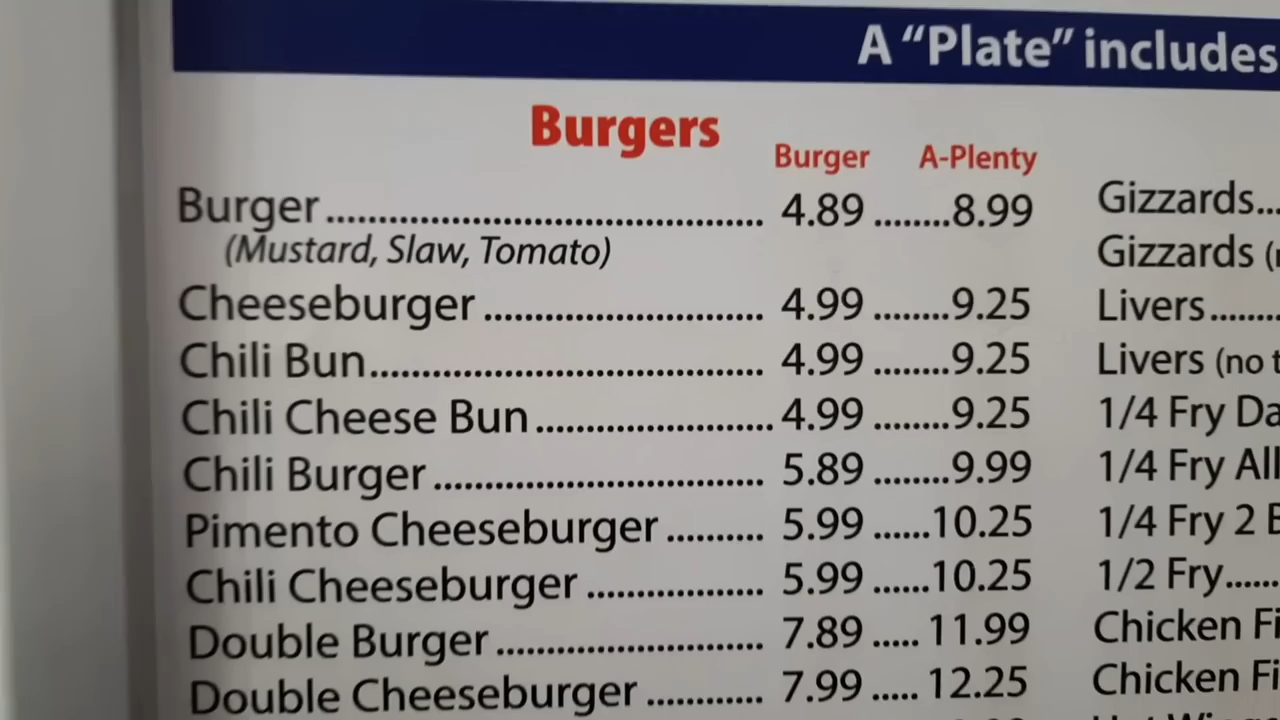 A “Plate” includes
Burgers
Burger A-Plenty
Burger........................................ 4.89 ........8.99
(Mustard, Slaw, Tomato)
Cheeseburger........................... 4.99 ........9.25
Chili Bun...................................... 4.99 ........9.25
Chili Cheese Bun....................... 4.99 ........9.25
Chili Burger................................ 5.89 ........9.99
Pimento Cheeseburger.......... 5.99 ......10.25
Chili Cheeseburger................. 5.99 ......10.25
Double Burger.......................... 7.89 ..... 11.99
Double Cheeseburger............ 7.99 ..... 12.25
Gizzards...
Gizzards (
Livers.......
Livers (no
1/4 Fry
1/4 Fry
1/4 Fry 2
1/2 Fry......
Chicken
Chicken